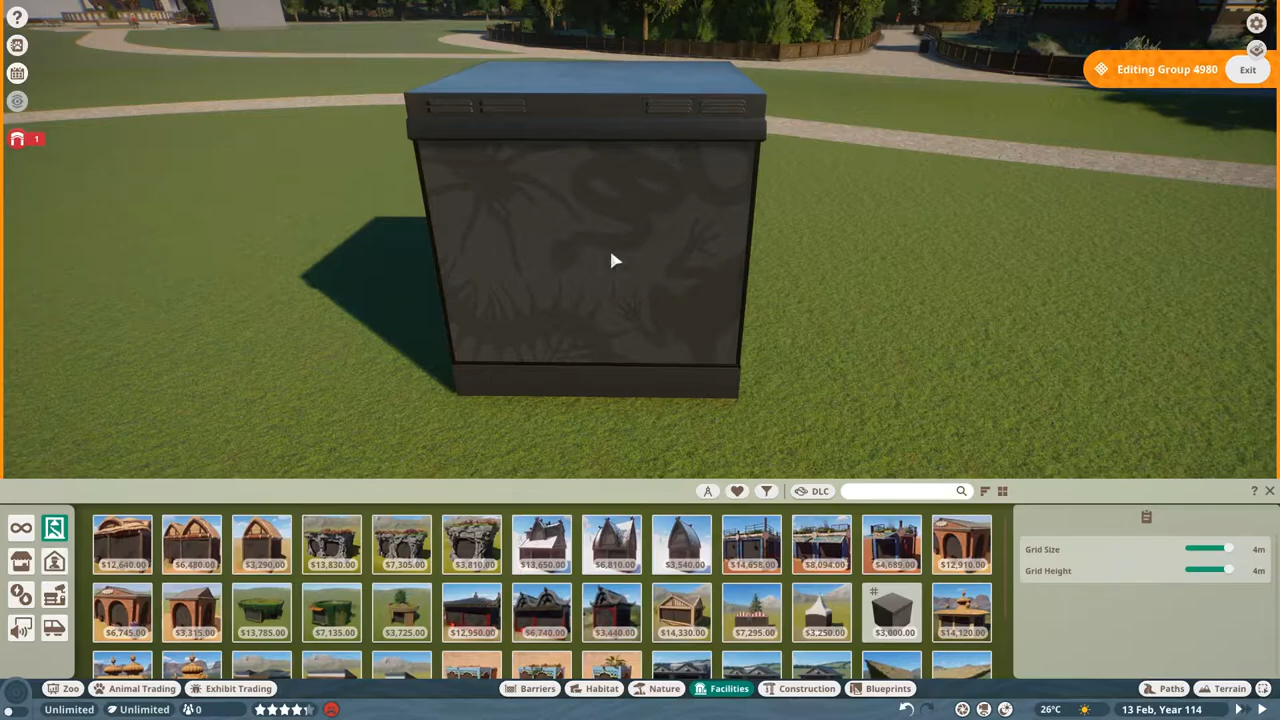 ?
Editing Group 4980
Exit
1
DLC
?
$12,640.00
$6,480.00
$3,290.00
$13,830.00
$7,305.00
$3,810.00
$13,650.00
$6,810.00
$3,540.00
$14,658.00
$8,094.00
$4,689.00
$12,910.00
Grid Size
4m
Grid Height
4m
$6,745.00
$3,315.00
$13,785.00
$7,135.00
$3,725.00
$12,950.00
$6,740.00
$3,440.00
$14,330.00
$7,295.00
$3,250.00
$3,000.00
$14,120.00
Zoo
Animal Trading
Exhibit Trading
Barriers
Habitat
Nature
Facilities
Construction
Blueprints
Paths
Terrain
Unlimited
Unlimited
0
26°C
13 Feb, Year 114